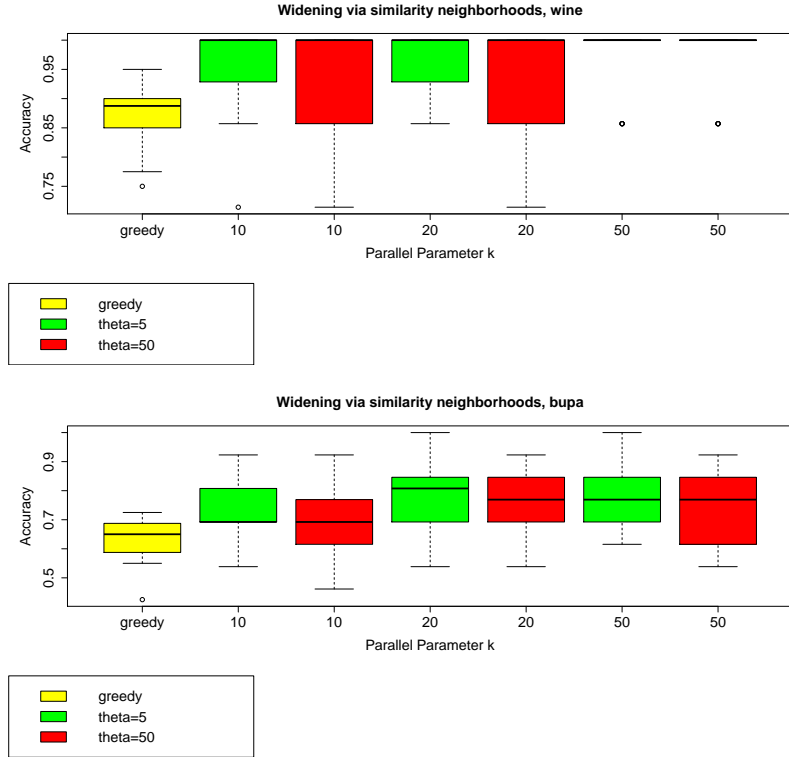 Widening via similarity neighborhoods, wine
Accuracy
0.95
0.85
0.75
greedy 10 10 20 20 50 50
Parallel Parameter k
greedy
theta=5
theta=50
Widening via similarity neighborhoods, bupa
Accuracy
0.9
0.7
0.5
greedy 10 10 20 20 50 50
Parallel Parameter k
greedy
theta=5
theta=50